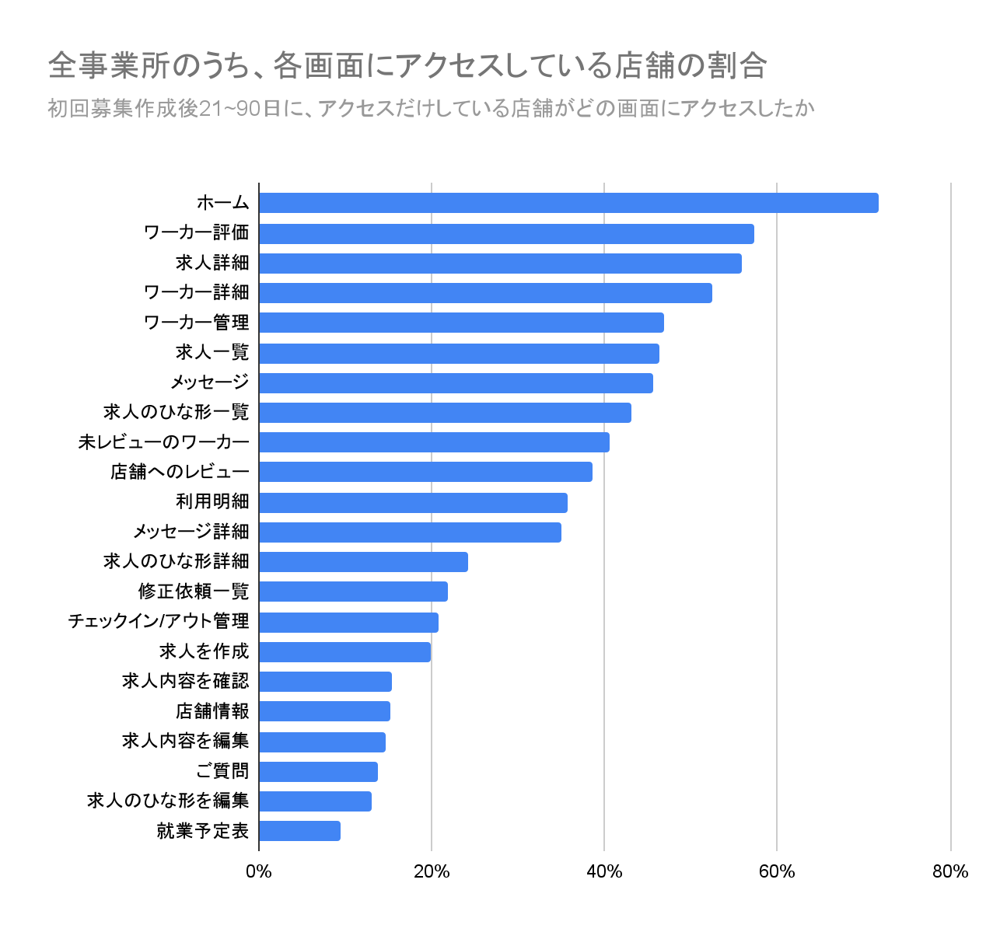 全事業所のうち、各画面にアクセスしている店舗の割合
初回募集作成後21~90日に、アクセスだけしている店舗がどの画面にアクセスしたか
ホーム
ワーカー評価
求人詳細
ワーカー詳細
ワーカー管理
求人一覧
メッセージ
求人のひな形一覧
未レビューのワーカー
店舗へのレビュー
利用明細
メッセージ詳細
求人のひな形詳細
修正依頼一覧
チェックイン/アウト管理
求人を作成
求人内容を確認
店舗情報
求人内容を編集
ご質問
求人のひな形を編集
就業予定表
0% 20% 40% 60% 80%